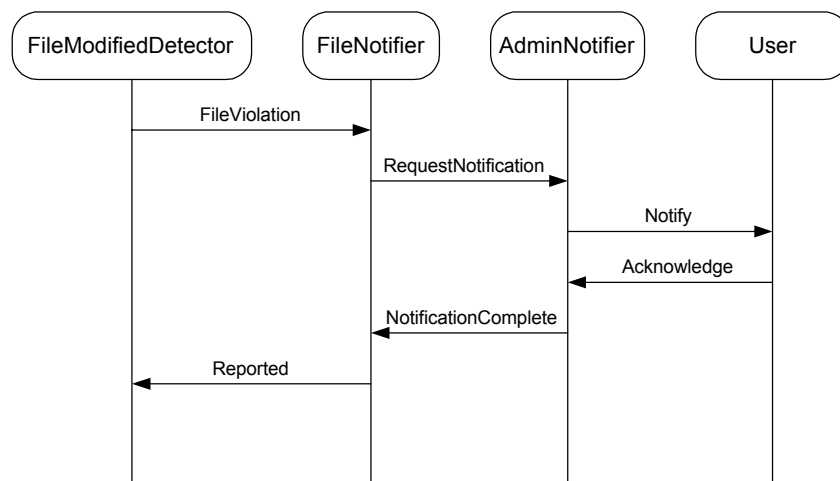 FileModifiedDetector
FileNotifier
AdminNotifier
User
FileViolation
RequestNotification
Notify
Acknowledge
NotificationComplete
Reported